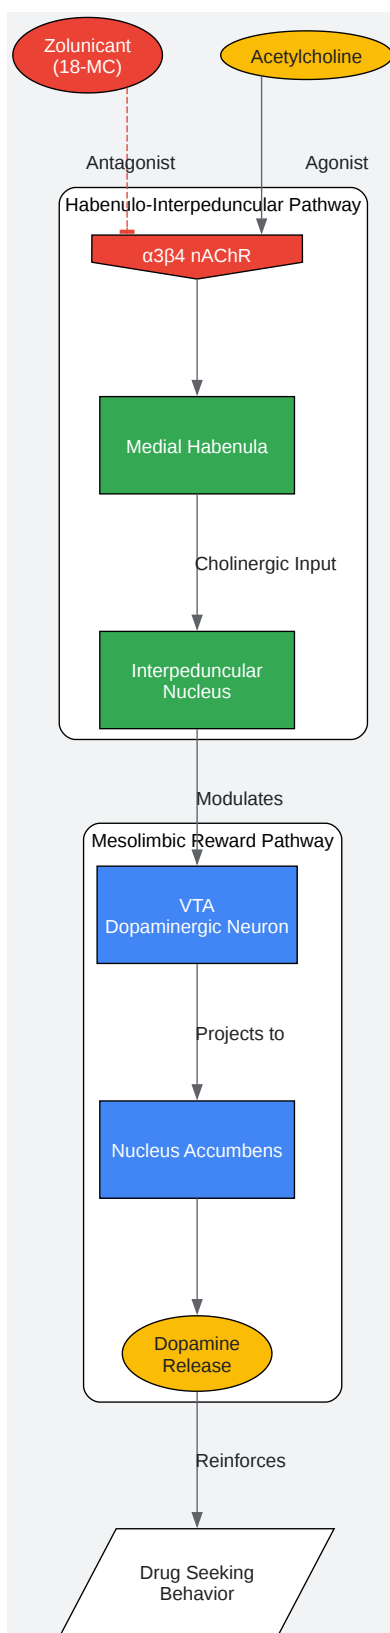 Zolunicant
(18-MC)
Acetylcholine
Antagonist
Agonist
Habenulo-Interpeduncular Pathway
α3β4 nAChR
Medial Habenula
Cholinergic Input
Interpeduncular
Nucleus
Modulates
Mesolimbic Reward Pathway
VTA
Dopaminergic Neuron
Projects to
Nucleus Accumbens
Dopamine
Release
Reinforces
Drug Seeking
Behavior